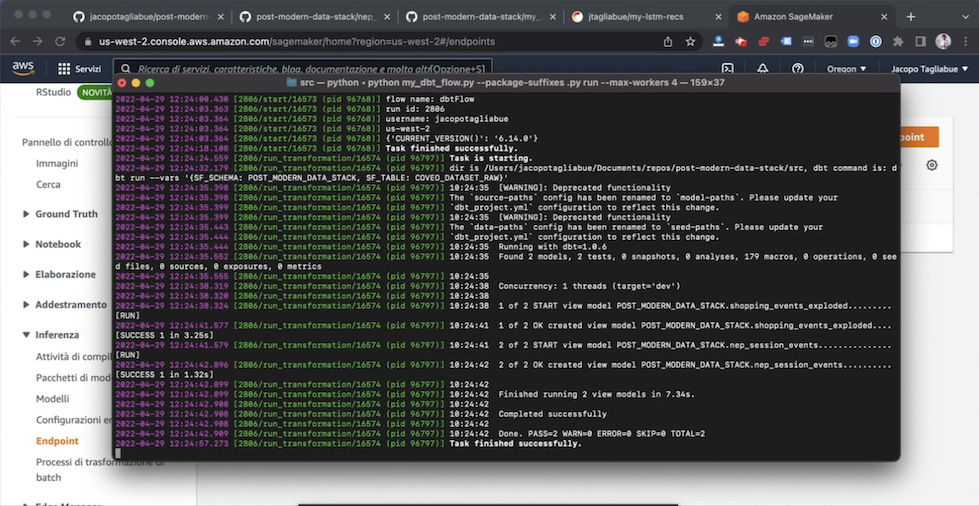 jacopotagliabue/post-modern-
post-modern-data-stack/nep_
post-modern-data-stack/my_
jtagliabue/my-lstm-recs
Amazon SageMaker
us-west-2.console.aws.amazon.com/sagemaker/home?region=us-west-2#/endpoints
aws
Servizi
Ricerca di servizi, caratteristiche, blog, documentazione e molto altro
[Opzione+S]
Oregon
Jacopo Tagliabue
RStudio
NOVITÀ
Pannello di controllo
Immagini
Cerca
Ground Truth
Notebook
Elaborazione
Addestramento
Inferenza
Attività di compil
Pacchetti di mod
Modelli
Configurazioni e
Endpoint
Processi di trasformazione di
batch
Edge Manager
point
src — python ‹ python my_dbt_flow.py --package-suffixes .py run --max-workers 4 — 159×37
2022-04-29 12:24:00.430 [2806/start/16573 (pid 96768)] flow name: dbtFlow
2022-04-29 12:24:03.363 [2806/start/16573 (pid 96768)] run id: 2806
2022-04-29 12:24:03.364 [2806/start/16573 (pid 96768)] username: jacopotagliabue
2022-04-29 12:24:03.364 [2806/start/16573 (pid 96768)] us-west-2
2022-04-29 12:24:03.364 [2806/start/16573 (pid 96768)] {'CURRENT_VERSION()': '6.14.0'}
2022-04-29 12:24:18.108 [2806/start/16573 (pid 96768)] Task finished successfully.
2022-04-29 12:24:24.559 [2806/run_transformation/16574 (pid 96797)] Task is starting.
2022-04-29 12:24:32.179 [2806/run_transformation/16574 (pid 96797)] dir is /Users/jacopotagliabue/Documents/repos/post-modern-data-stack/src, dbt command is: d
bt run --vars '{SF_SCHEMA: POST_MODERN_DATA_STACK, SF_TABLE: COVEO_DATASET_RAW}'
2022-04-29 12:24:35.398 [2806/run_transformation/16574 (pid 96797)] 10:24:35 [WARNING]: Deprecated functionality
2022-04-29 12:24:35.398 [2806/run_transformation/16574 (pid 96797)] The `source-paths` config has been renamed to `model-paths`. Please update your
2022-04-29 12:24:35.399 [2806/run_transformation/16574 (pid 96797)] `dbt_project.yml` configuration to reflect this change.
2022-04-29 12:24:35.399 [2806/run_transformation/16574 (pid 96797)] 10:24:35 [WARNING]: Deprecated functionality
2022-04-29 12:24:35.444 [2806/run_transformation/16574 (pid 96797)] The `data-paths` config has been renamed to `seed-paths`. Please update your
2022-04-29 12:24:35.444 [2806/run_transformation/16574 (pid 96797)] `dbt_project.yml` configuration to reflect this change.
2022-04-29 12:24:35.444 [2806/run_transformation/16574 (pid 96797)] 10:24:35 Running with dbt=1.0.6
2022-04-29 12:24:35.552 [2806/run_transformation/16574 (pid 96797)] 10:24:35 Found 2 models, 2 tests, 0 snapshots, 0 analyses, 179 macros, 0 operations, 0 see
d files, 0 sources, 0 exposures, 0 metrics
2022-04-29 12:24:35.555 [2806/run_transformation/16574 (pid 96797)] 10:24:35
2022-04-29 12:24:38.319 [2806/run_transformation/16574 (pid 96797)] 10:24:38 Concurrency: 1 threads (target='dev')
2022-04-29 12:24:38.320 [2806/run_transformation/16574 (pid 96797)] 10:24:38
2022-04-29 12:24:38.324 [2806/run_transformation/16574 (pid 96797)] 10:24:38 1 of 2 START view model POST_MODERN_DATA_STACK.shopping_events_exploded.........
[RUN]
2022-04-29 12:24:41.577 [2806/run_transformation/16574 (pid 96797)] 10:24:41 1 of 2 OK created view model POST_MODERN_DATA_STACK.shopping_events_exploded....
[SUCCESS 1 in 3.25s]
2022-04-29 12:24:41.579 [2806/run_transformation/16574 (pid 96797)] 10:24:41 2 of 2 START view model POST_MODERN_DATA_STACK.nep_session_events...............
[RUN]
2022-04-29 12:24:42.896 [2806/run_transformation/16574 (pid 96797)] 10:24:42 2 of 2 OK created view model POST_MODERN_DATA_STACK.nep_session_events..........
[SUCCESS 1 in 1.32s]
2022-04-29 12:24:42.899 [2806/run_transformation/16574 (pid 96797)] 10:24:42
2022-04-29 12:24:42.899 [2806/run_transformation/16574 (pid 96797)] 10:24:42 Finished running 2 view models in 7.34s.
2022-04-29 12:24:42.908 [2806/run_transformation/16574 (pid 96797)] 10:24:42
2022-04-29 12:24:42.908 [2806/run_transformation/16574 (pid 96797)] 10:24:42 Completed successfully
2022-04-29 12:24:42.908 [2806/run_transformation/16574 (pid 96797)] 10:24:42
2022-04-29 12:24:42.909 [2806/run_transformation/16574 (pid 96797)] 10:24:42 Done. PASS=2 WARN=0 ERROR=0 SKIP=0 TOTAL=2
2022-04-29 12:24:57.273 [2806/run_transformation/16574 (pid 96797)] Task finished successfully.